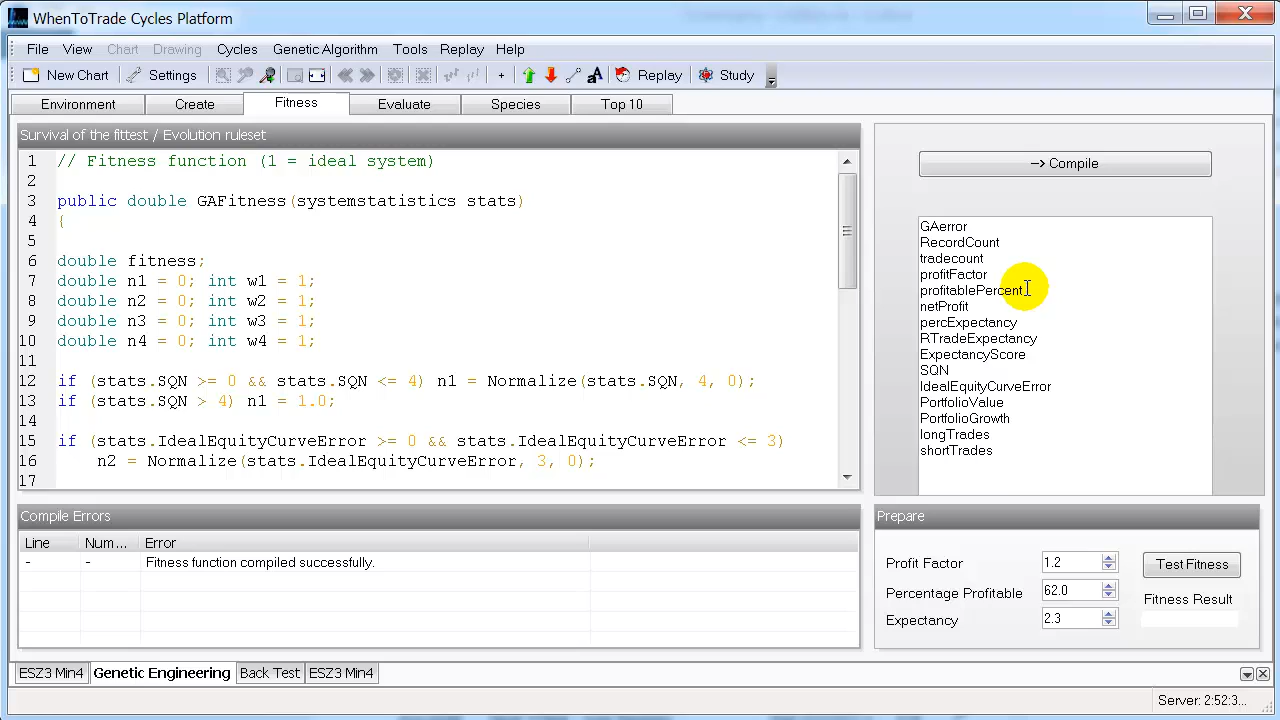 WhenToTrade Cycles Platform
File View Chart Drawing Cycles Genetic Algorithm Tools Replay Help
New Chart Settings + A Replay Study
Environment Create Fitness Evaluate Species Top 10
Survival of the fittest / Evolution ruleset
1 // Fitness function (1 = ideal system)
2
3 public double GAFitness(systemstatistics stats)
4 {
5
6 double fitness;
7 double n1 = 0; int w1 = 1;
8 double n2 = 0; int w2 = 1;
9 double n3 = 0; int w3 = 1;
10 double n4 = 0; int w4 = 1;
11
12 if (stats.SQN >= 0 && stats.SQN <= 4) n1 = Normalize(stats.SQN, 4, 0);
13 if (stats.SQN > 4) n1 = 1.0;
14
15 if (stats.IdealEquityCurveError >= 0 && stats.IdealEquityCurveError <= 3)
16 n2 = Normalize(stats.IdealEquityCurveError, 3, 0);
17
--> Compile
GAerror
RecordCount
tradecount
profitFactor
profitablePercent
netProfit
percExpectancy
RTradeExpectancy
ExpectancyScore
SQN
IdealEquityCurveError
PortfolioValue
PortfolioGrowth
longTrades
shortTrades
Compile Errors
Line Num... Error
- - Fitness function compiled successfully.
Prepare
Profit Factor 1.2 Test Fitness
Percentage Profitable 62.0 Fitness Result
Expectancy 2.3
ESZ3 Min4 Genetic Engineering Back Test ESZ3 Min4
Server: 2:52:3...